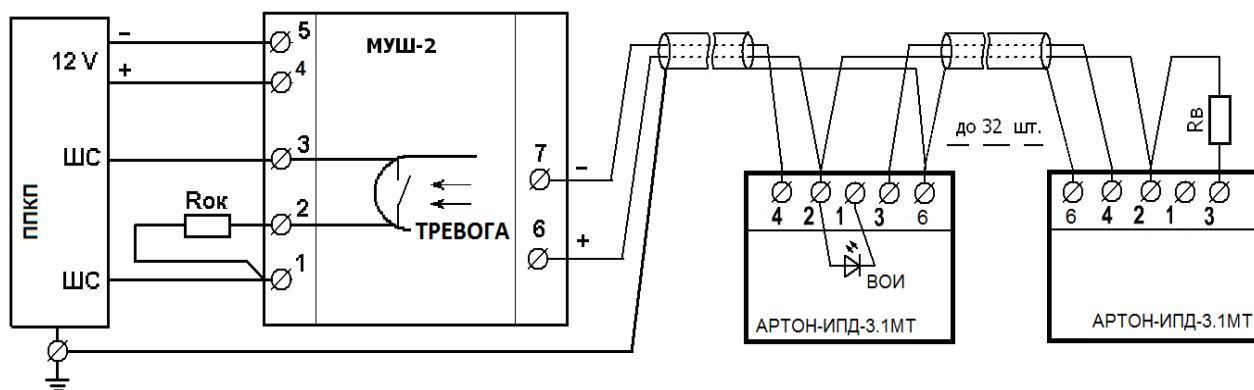 ППКП
12 V
–
+
ШС
Rок
ШС
МУШ-2
5
4
3
2
1
ТРЕВОГА
7
–
6
+
до 32 шт.
4 2 1 3 6
ВОИ
АРТОН-ИПД-3.1МТ
Rв
6 4 2 1 3
АРТОН-ИПД-3.1МТ